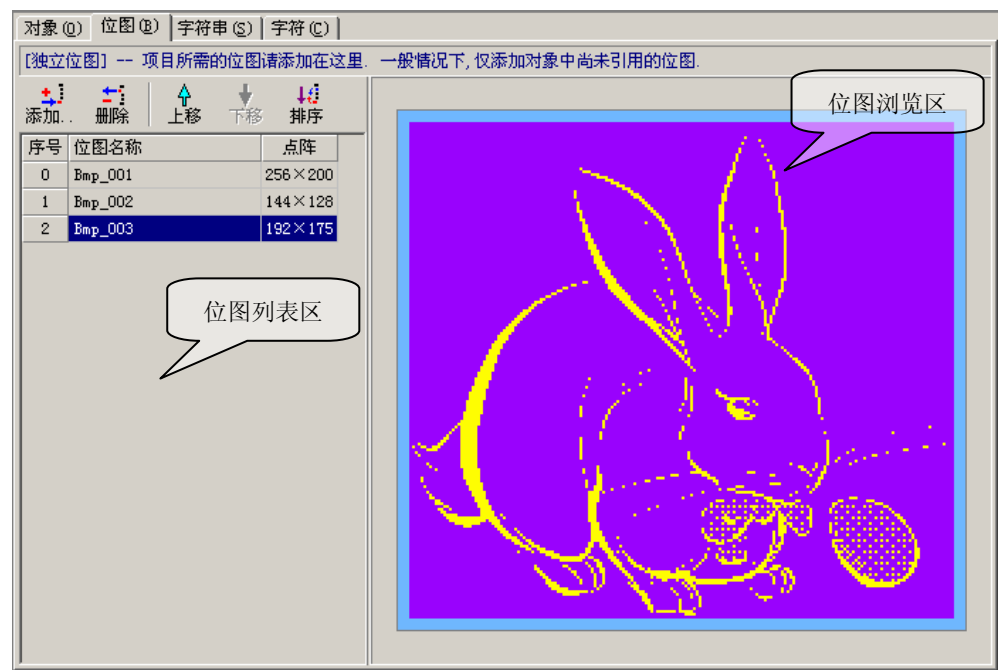 对象(O) 位图(B) 字符串(S) 字符(C)
[独立位图] -- 项目所需的位图请添加在这里. 一般情况下,仅添加对象中尚未引用的位图.
添加.. 删除 上移 下移 排序
位图浏览区
序号 位图名称 点阵
0 Bmp_001 256×200
1 Bmp_002 144×128
2 Bmp_003 192×175
位图列表区